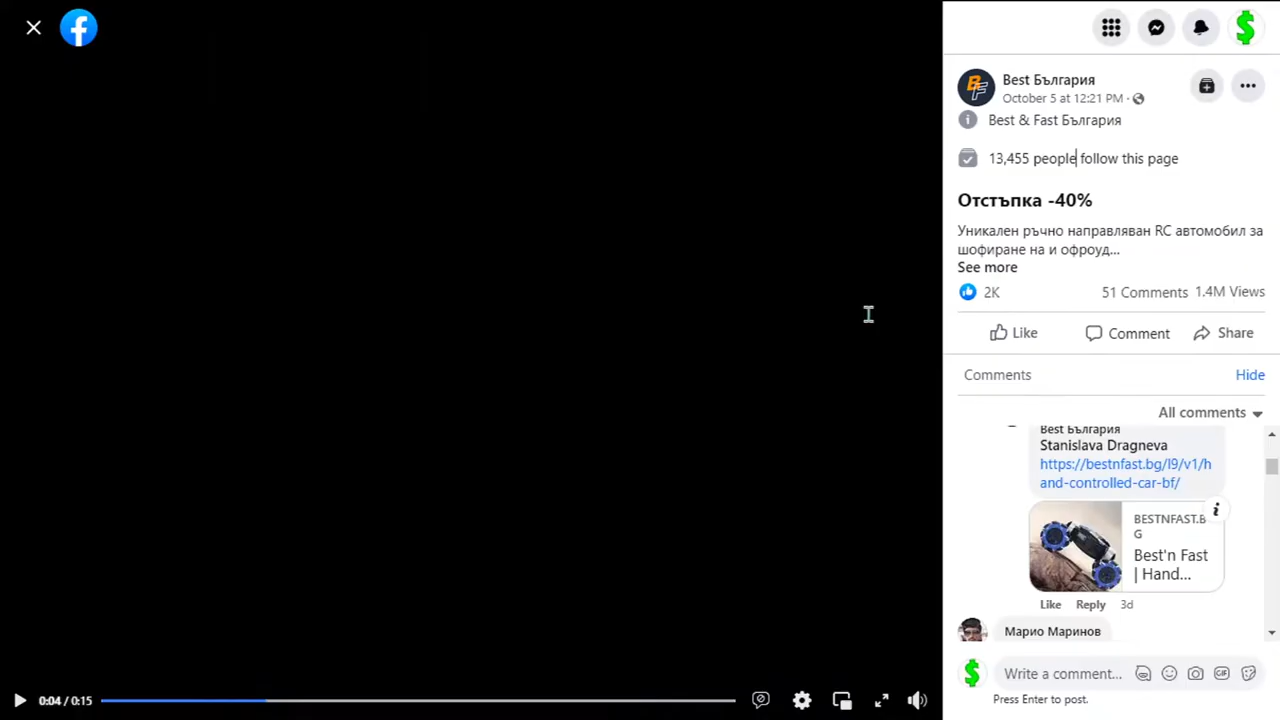 Best България
October 5 at 12:21 PM ·
Best & Fast България
13,455 people follow this page
Отстъпка -40%
Уникален ръчно направляван RC автомобил за
шофиране на и офроуд...
See more
2K 51 Comments 1.4M Views
Like Comment Share
Comments Hide
All comments
Best България
Stanislava Dragneva
https://bestnfast.bg/l9/v1/h
and-controlled-car-bf/
BESTNFAST.B
G
Best'n Fast
| Hand...
Like Reply 3d
Марио Маринов
Write a comment...
GIF
Press Enter to post.
0:04 / 0:15